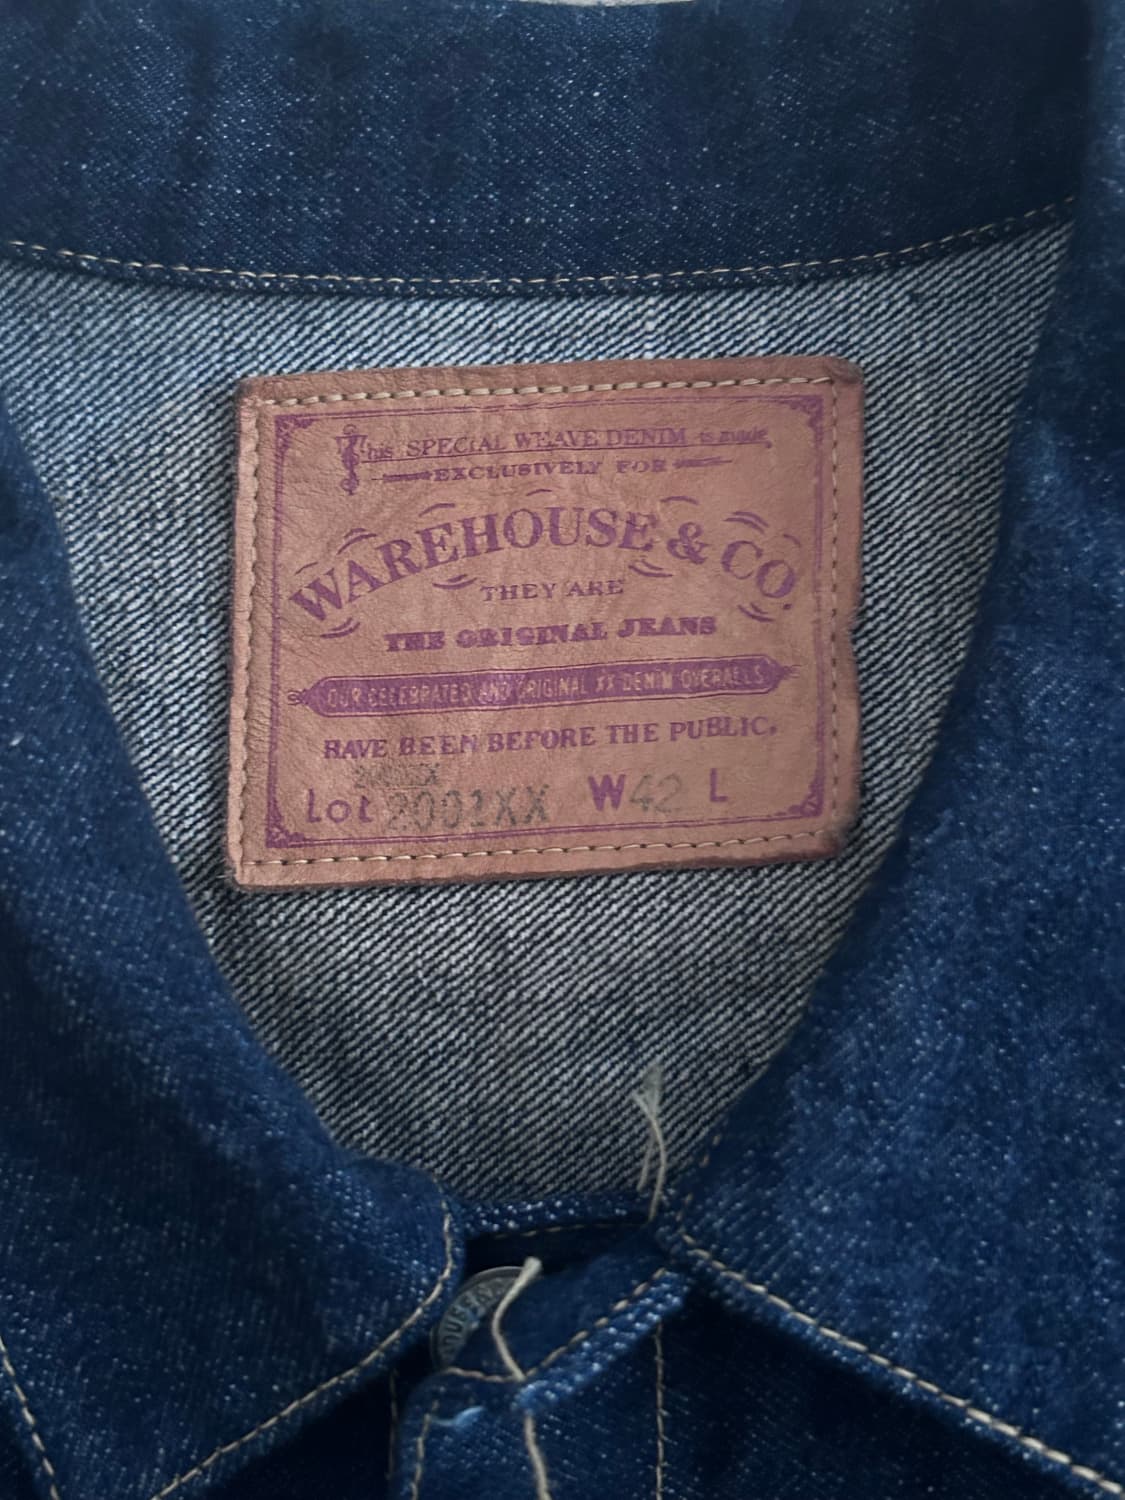 This SPECIAL WEAVE DENIM is made
EXCLUSIVELY FOR
WAREHOUSE & CO.
THEY ARE
THE ORIGINAL JEANS
OUR CELEBRATED AND ORIGINAL XX DENIM OVERALLS
HAVE BEEN BEFORE THE PUBLIC,
Lot 2001XX W42 L